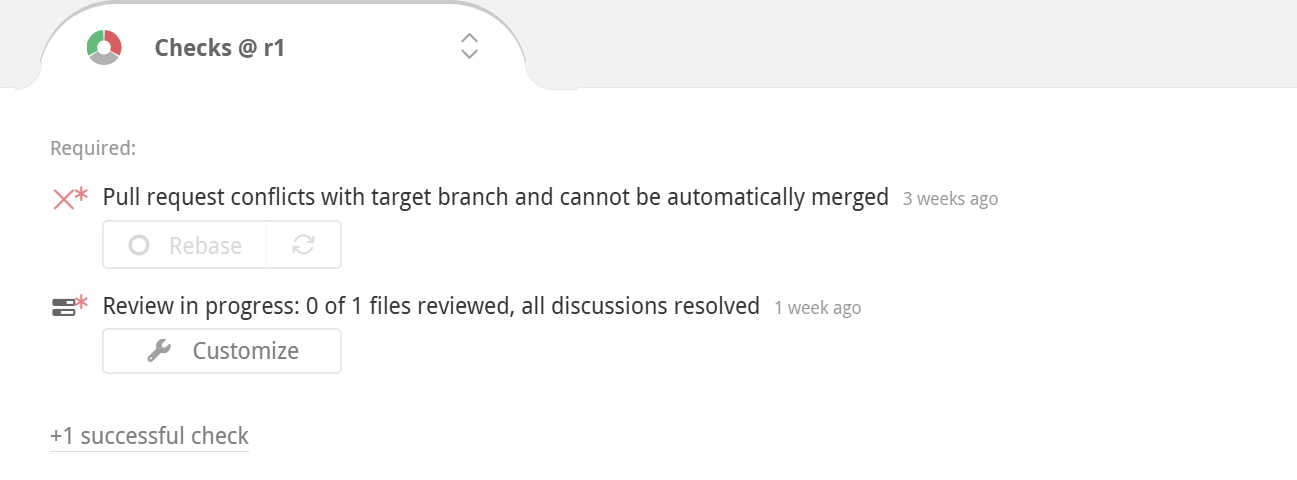 Checks @ r1
Required:
Pull request conflicts with target branch and cannot be automatically merged 3 weeks ago
Rebase
Review in progress: 0 of 1 files reviewed, all discussions resolved 1 week ago
Customize
+1 successful check